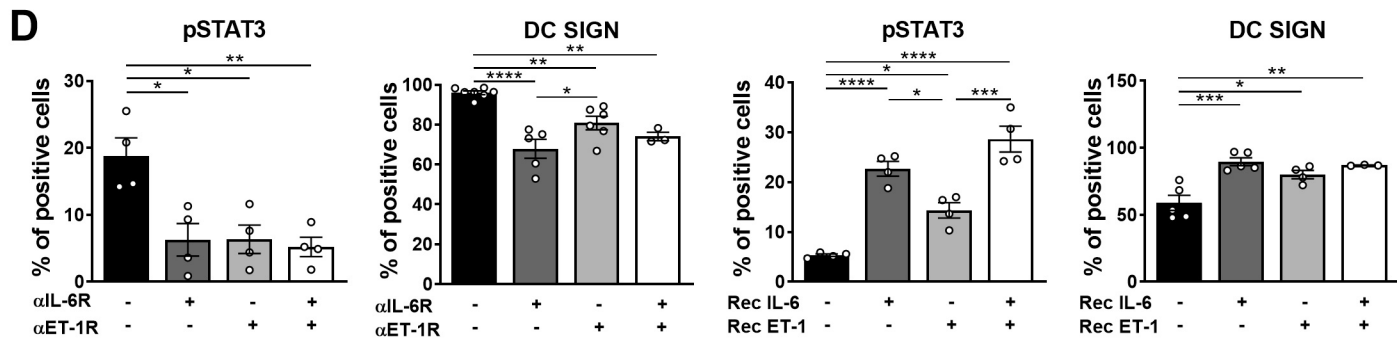 D
pSTAT3
% of positive cells
30
20
10
0
**
*
*
αIL-6R - + - +
αET-1R - - + +
DC SIGN
% of positive cells
100
80
60
40
20
0
**
**
****
*
αIL-6R - + - +
αET-1R - - + +
pSTAT3
% of positive cells
40
30
20
10
0
****
*
****
*
***
Rec IL-6 - + - +
Rec ET-1 - - + +
DC SIGN
% of positive cells
150
100
50
0
**
*
***
Rec IL-6 - + - +
Rec ET-1 - - + +